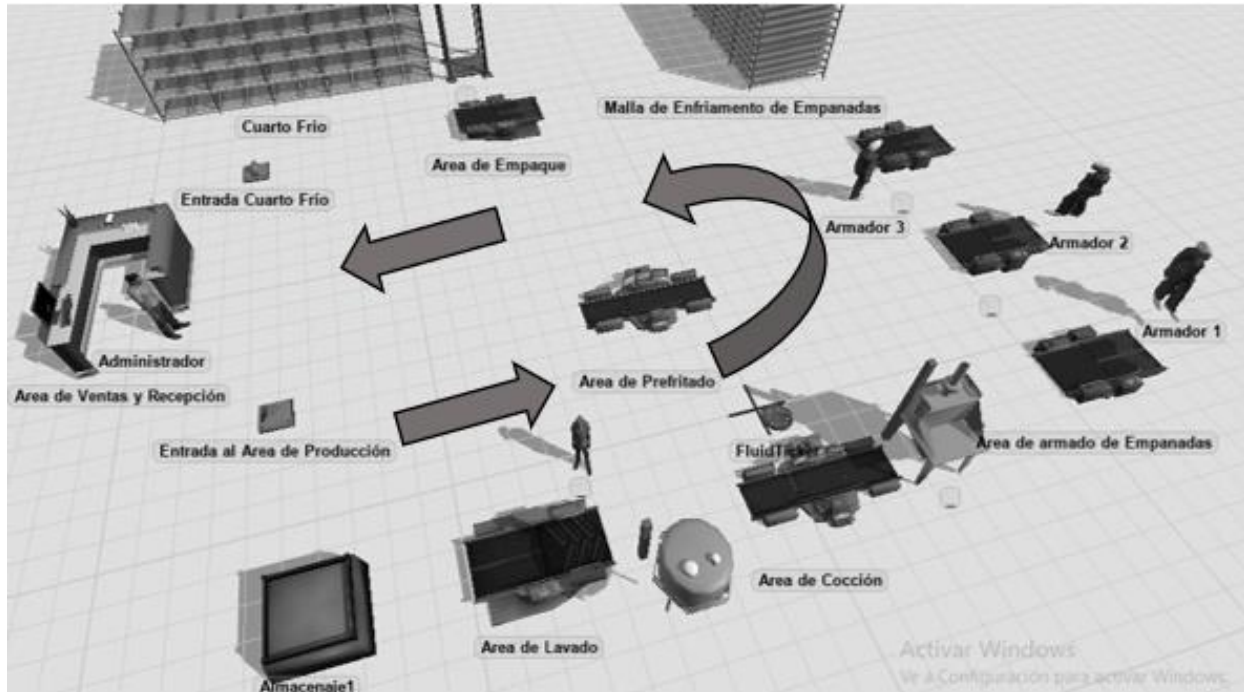 Cuarto Frio
Malla de Enfriamento de Empanadas
Area de Empaque
Entrada Cuarto Frío
Armador 3
Armador 2
Armador 1
Administrador
Area de Ventas y Recepción
Area de Prefritado
Entrada al Area de Producción
FluidTicker
Area de armado de Empanadas
Area de Cocción
Area de Lavado
Almacenaje1
Activar Windows
Ve a Configuración para activar Windows.